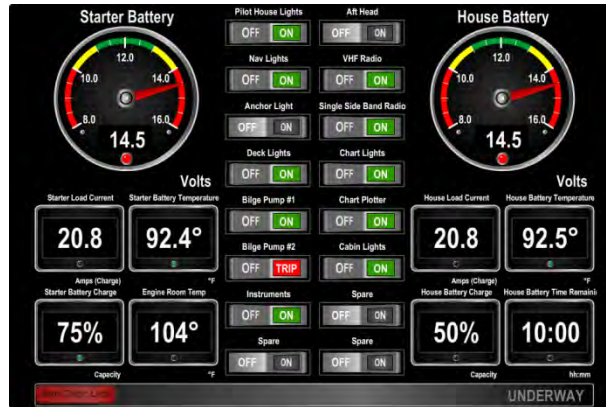 Starter Battery
12.0
10.0 14.0
8.0 16.0
14.5
Volts
Starter Load Current Starter Battery Temperature
20.8 92.4°
Amps (Charge) °F
Starter Battery Charge Engine Room Temp
75% 104°
Capacity °F
Pilot House Lights Aft Head
OFF ON OFF ON
Nav Lights VHF Radio
OFF ON OFF ON
Anchor Light Single Side Band Radio
OFF ON OFF ON
Deck Lights Chart Lights
OFF ON OFF ON
Bilge Pump #1 Chart Plotter
OFF ON OFF ON
Bilge Pump #2 Cabin Lights
OFF TRIP OFF ON
Instruments Spare
OFF ON OFF ON
Spare Spare
OFF ON OFF ON
House Battery
12.0
10.0 14.0
8.0 16.0
14.5
Volts
House Load Current House Battery Temperature
20.8 92.5°
Amps (Charge) °F
House Battery Charge House Battery Time Remaini
50% 10:00
Capacity hh:mm
UNDERWAY